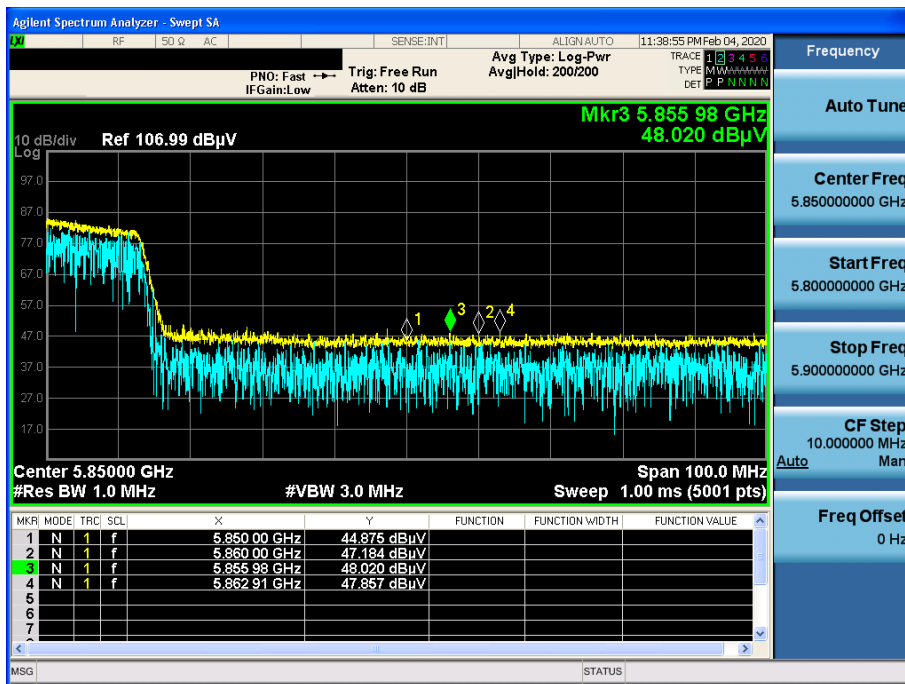 Agilent Spectrum Analyzer - Swept SA
LXI RF 50 Ω AC SENSE:INT ALIGN AUTO 11:38:55 PM Feb 04, 2020
PNO: Fast Trig: Free Run Avg Type: Log-Pwr TRACE 1 2 3 4 5 6
IFGain:Low Atten: 10 dB Avg|Hold: 200/200 TYPE M W W W W W
DET P P N N N N
Frequency
Mkr3 5.855 98 GHz
48.020 dBµV
10 dB/div Ref 106.99 dBµV
Log
97.0
87.0
77.0
67.0
57.0
47.0
37.0
27.0
17.0
1 3 2 4
Center 5.85000 GHz Span 100.0 MHz
#Res BW 1.0 MHz #VBW 3.0 MHz Sweep 1.00 ms (5001 pts)
MKR MODE TRC SCL X Y FUNCTION FUNCTION WIDTH FUNCTION VALUE
1 N 1 f 5.850 00 GHz 44.875 dBµV
2 N 1 f 5.860 00 GHz 47.184 dBµV
3 N 1 f 5.855 98 GHz 48.020 dBµV
4 N 1 f 5.862 91 GHz 47.857 dBµV
5
6
7
Auto Tune
Center Freq
5.850000000 GHz
Start Freq
5.800000000 GHz
Stop Freq
5.900000000 GHz
CF Step
10.000000 MHz
Auto Man
Freq Offset
0 Hz
MSG STATUS